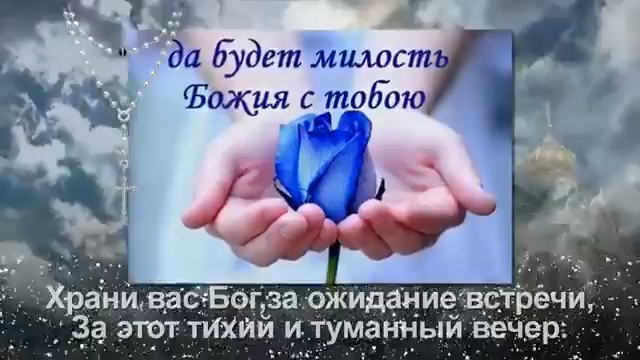 да будет милость
Божия с тобою
Храни вас Бог,за ожидание встречи,
За этот тихий и туманный вечер.